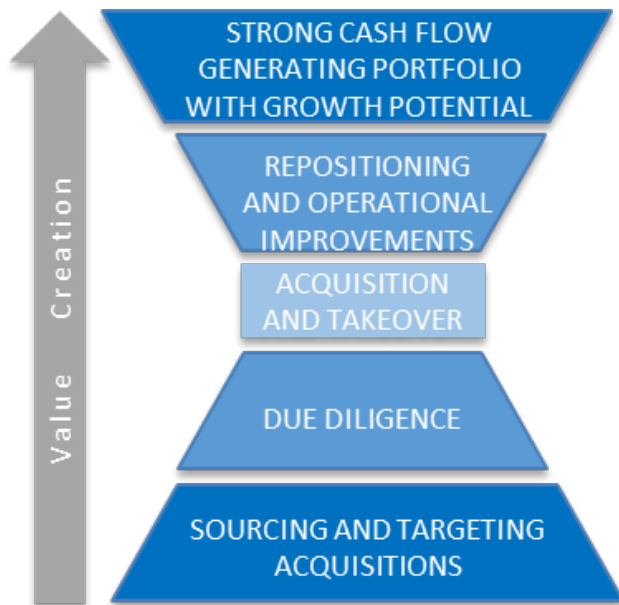 STRONG CASH FLOW
GENERATING PORTFOLIO
WITH GROWTH POTENTIAL
REPOSITIONING
AND OPERATIONAL
IMPROVEMENTS
ACQUISITION
AND TAKEOVER
DUE DILIGENCE
SOURCING AND TARGETING
ACQUISITIONS
Value Creation